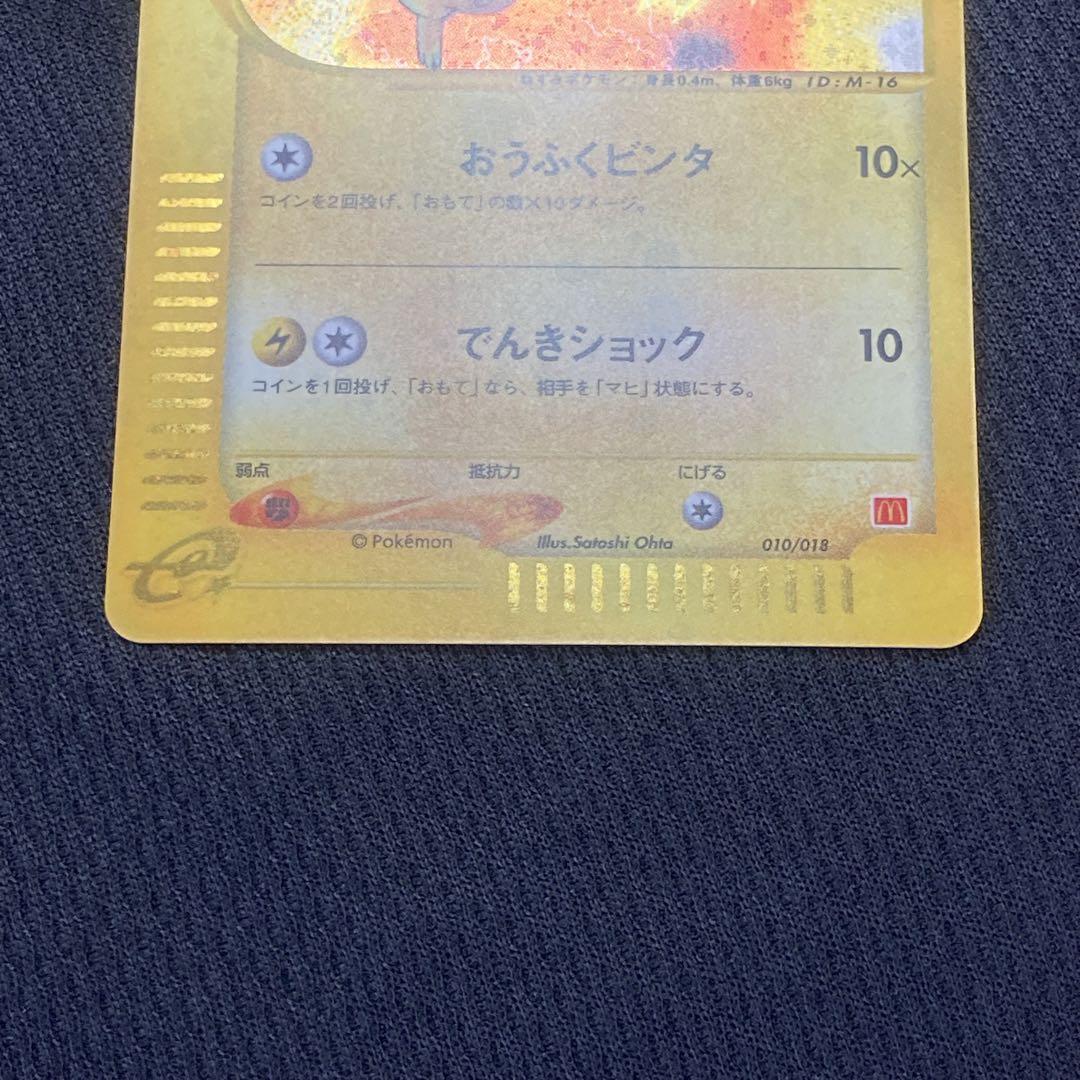 ねずみポケモン:身長0.4m、体重6kg ID:M-16
おうふくビンタ 10×
コインを2回投げ、「おもて」の数×10ダメージ。
でんきショック 10
コインを1回投げ、「おもて」なら、相手を「マヒ」状態にする。
弱点 抵抗力 にげる
© Pokémon Illus.Satoshi Ohta 010/018